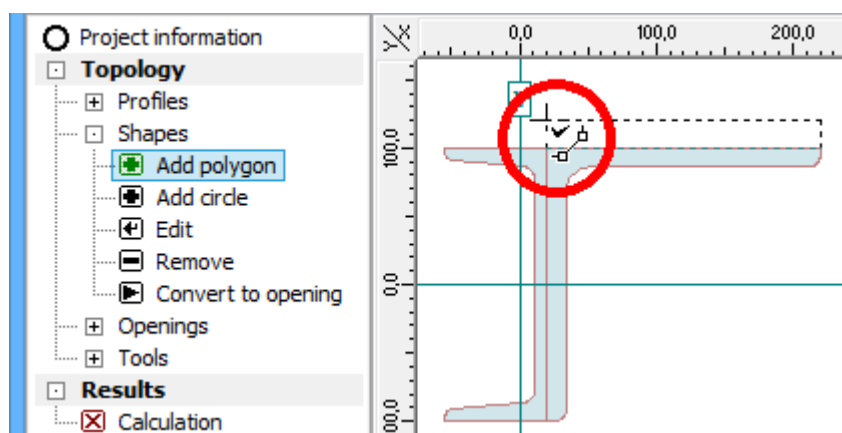 Project information
Topology
Profiles
Shapes
Add polygon
Add circle
Edit
Remove
Convert to opening
Openings
Tools
Results
Calculation
Y/X
0,0 100,0 200,0
100,0
0,0
00,0